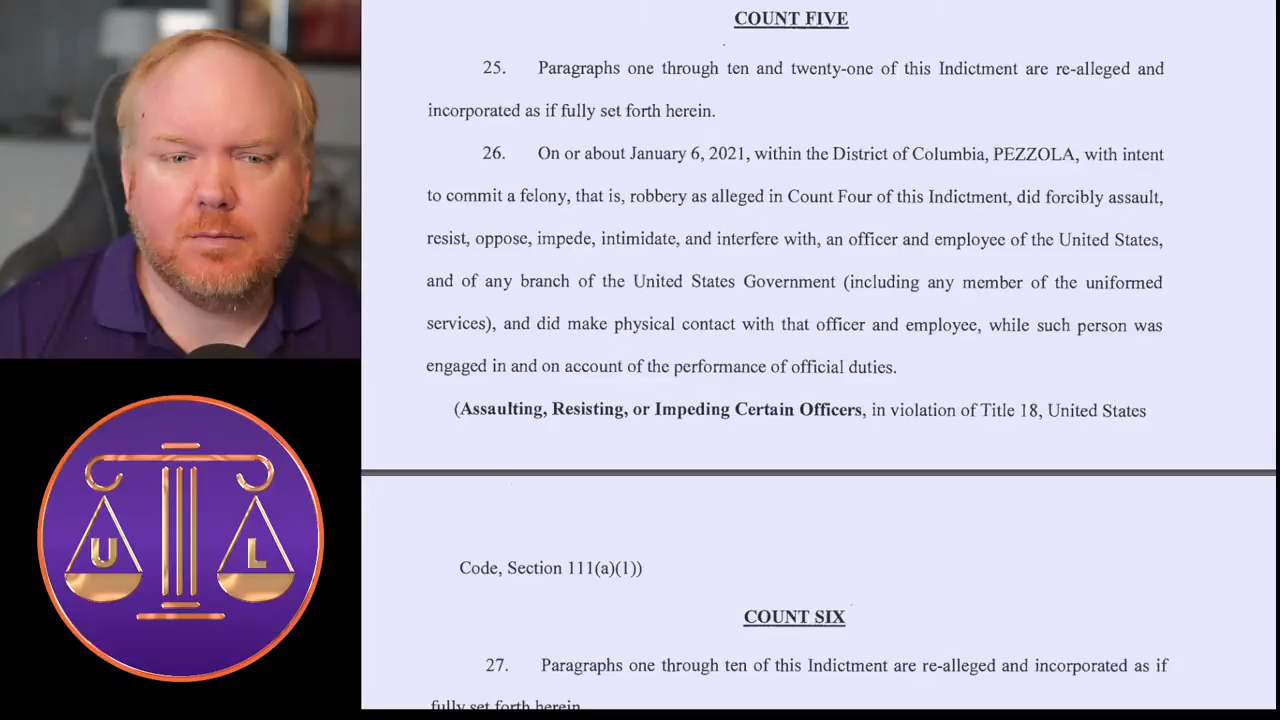 COUNT FIVE
25. Paragraphs one through ten and twenty-one of this Indictment are re-alleged and
incorporated as if fully set forth herein.
26. On or about January 6, 2021, within the District of Columbia, PEZZOLA, with intent
to commit a felony, that is, robbery as alleged in Count Four of this Indictment, did forcibly assault,
resist, oppose, impede, intimidate, and interfere with, an officer and employee of the United States,
and of any branch of the United States Government (including any member of the uniformed
services), and did make physical contact with that officer and employee, while such person was
engaged in and on account of the performance of official duties.
(Assaulting, Resisting, or Impeding Certain Officers, in violation of Title 18, United States
Code, Section 111(a)(1))
COUNT SIX
27. Paragraphs one through ten of this Indictment are re-alleged and incorporated as if
fully set forth herein.
U L